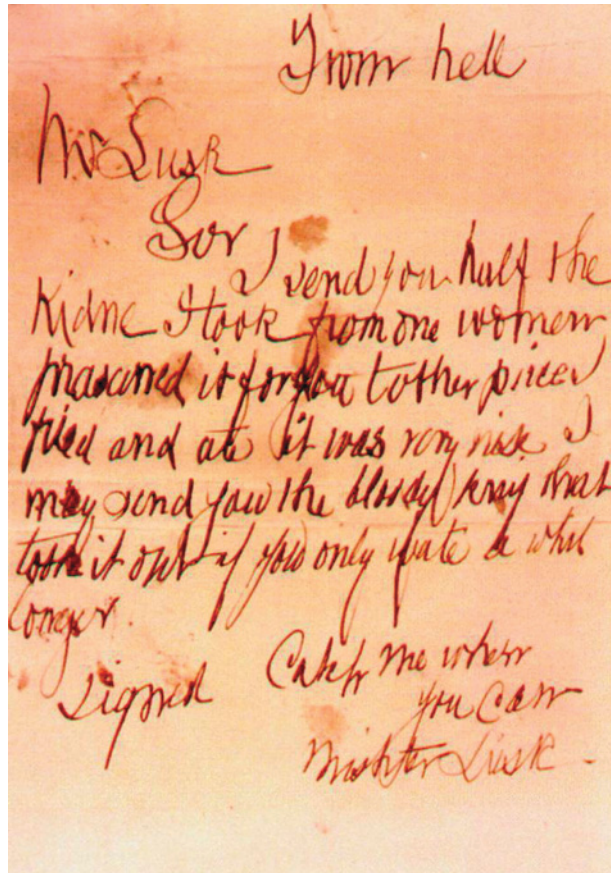 From hell
Mr Lusk
Sor
I send you half the
Kidne I took from one women
prasarved it for you tother piece I
fried and ate it was very nise I
may send you the bloody knif that
took it out if you only wate a whil
longer.
signed Catch me when
you Can
Mishter Lusk.